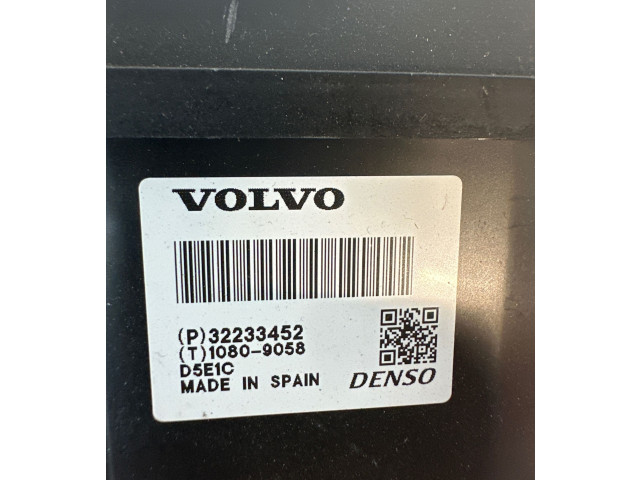 VOLVO
(P)32233452
(T)1080-9058
D5E1C
MADE IN SPAIN
DENSO